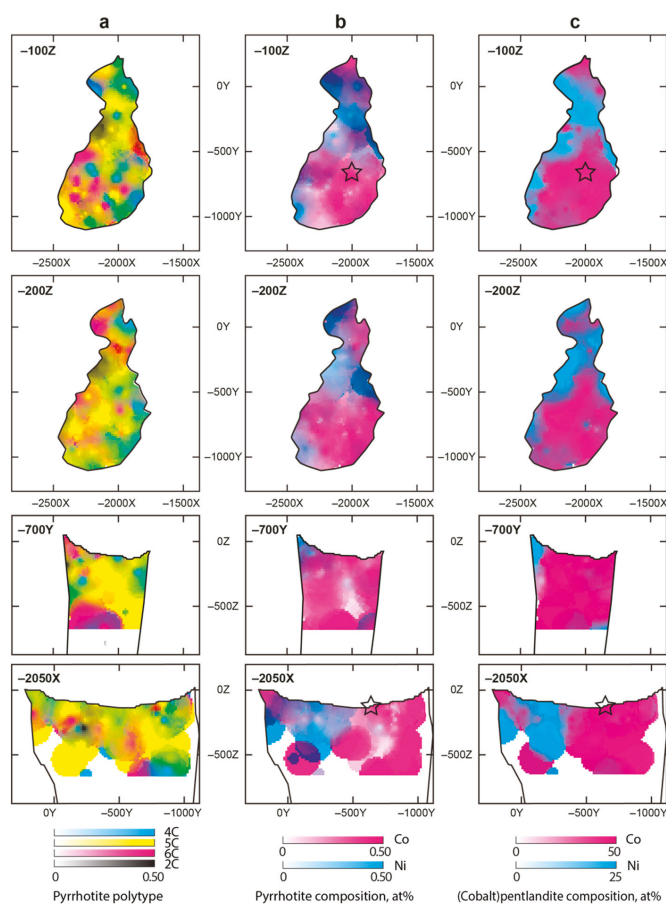 a b c
−100Z −100Z −100Z
0Y 0Y
−500Y −500Y
−1000Y −1000Y
−2500X −2000X −1500X −2500X −2000X −1500X −2500X −2000X −1500X
−200Z −200Z −200Z
0Y 0Y
−500Y −500Y
−1000Y −1000Y
−2500X −2000X −1500X −2500X −2000X −1500X −2500X −2000X −1500X
−700Y −700Y −700Y
0Z 0Z
−500Z −500Z
−2050X −2050X −2050X
0Z 0Z
−500Z −500Z
0Y −500Y −1000Y 0Y −500Y −1000Y 0Y −500Y −1000Y
4C Co Co
5C 0 0.50 0 50
6C Ni Ni
2C 0 0.50 0 25
0 0.50
Pyrrhotite polytype Pyrrhotite composition, at% (Cobalt)pentlandite composition, at%